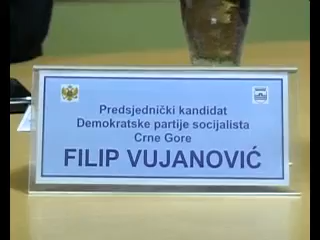 Predsjednički kandidat
Demokratske partije socijalista
Crne Gore
FILIP VUJANOVIĆ